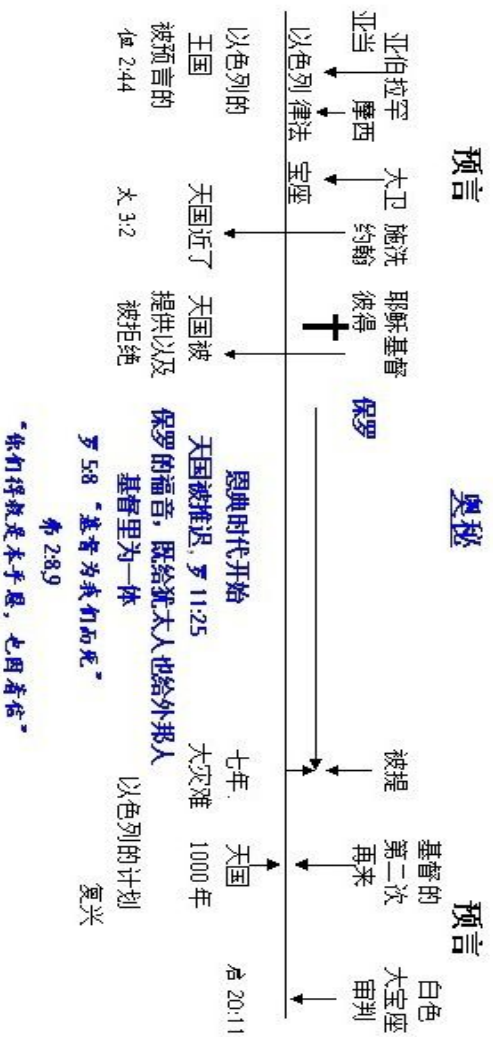 预言 奥秘 预言
基督的 白色
亚伯拉罕 大卫 施洗 耶稣基督 被提 第二次 大宝座
亚当 摩西 约翰 彼得 保罗 再来 审判
以色列 律法 宝座
以色列的 恩典时代开始 七年. 天国 启 20:11
王国 天国近了 天国被 天国被推迟, 罗 11:25 大灾难 1000 年
被预言的 提供以及 保罗的福音，既给犹太人也给外邦人
但 2:44 太 3:2 被拒绝 基督里为一体 以色列的计划
罗 5:8 “基督为我们而死” 复兴
弗 2:8,9
“你们得救是本乎恩，也因着信”